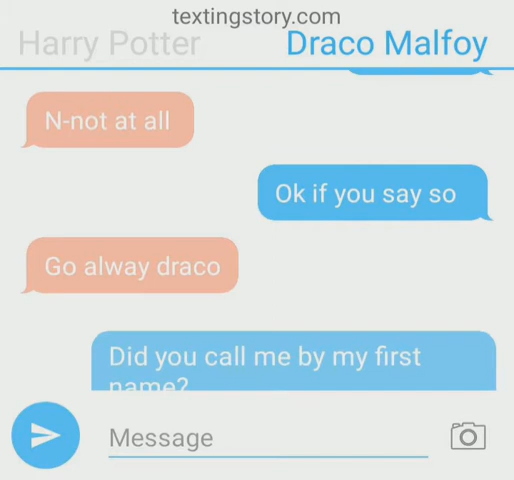 textingstory.com
Harry Potter
Draco Malfoy
N-not at all
Ok if you say so
Go alway draco
Did you call me by my first
name?
Message